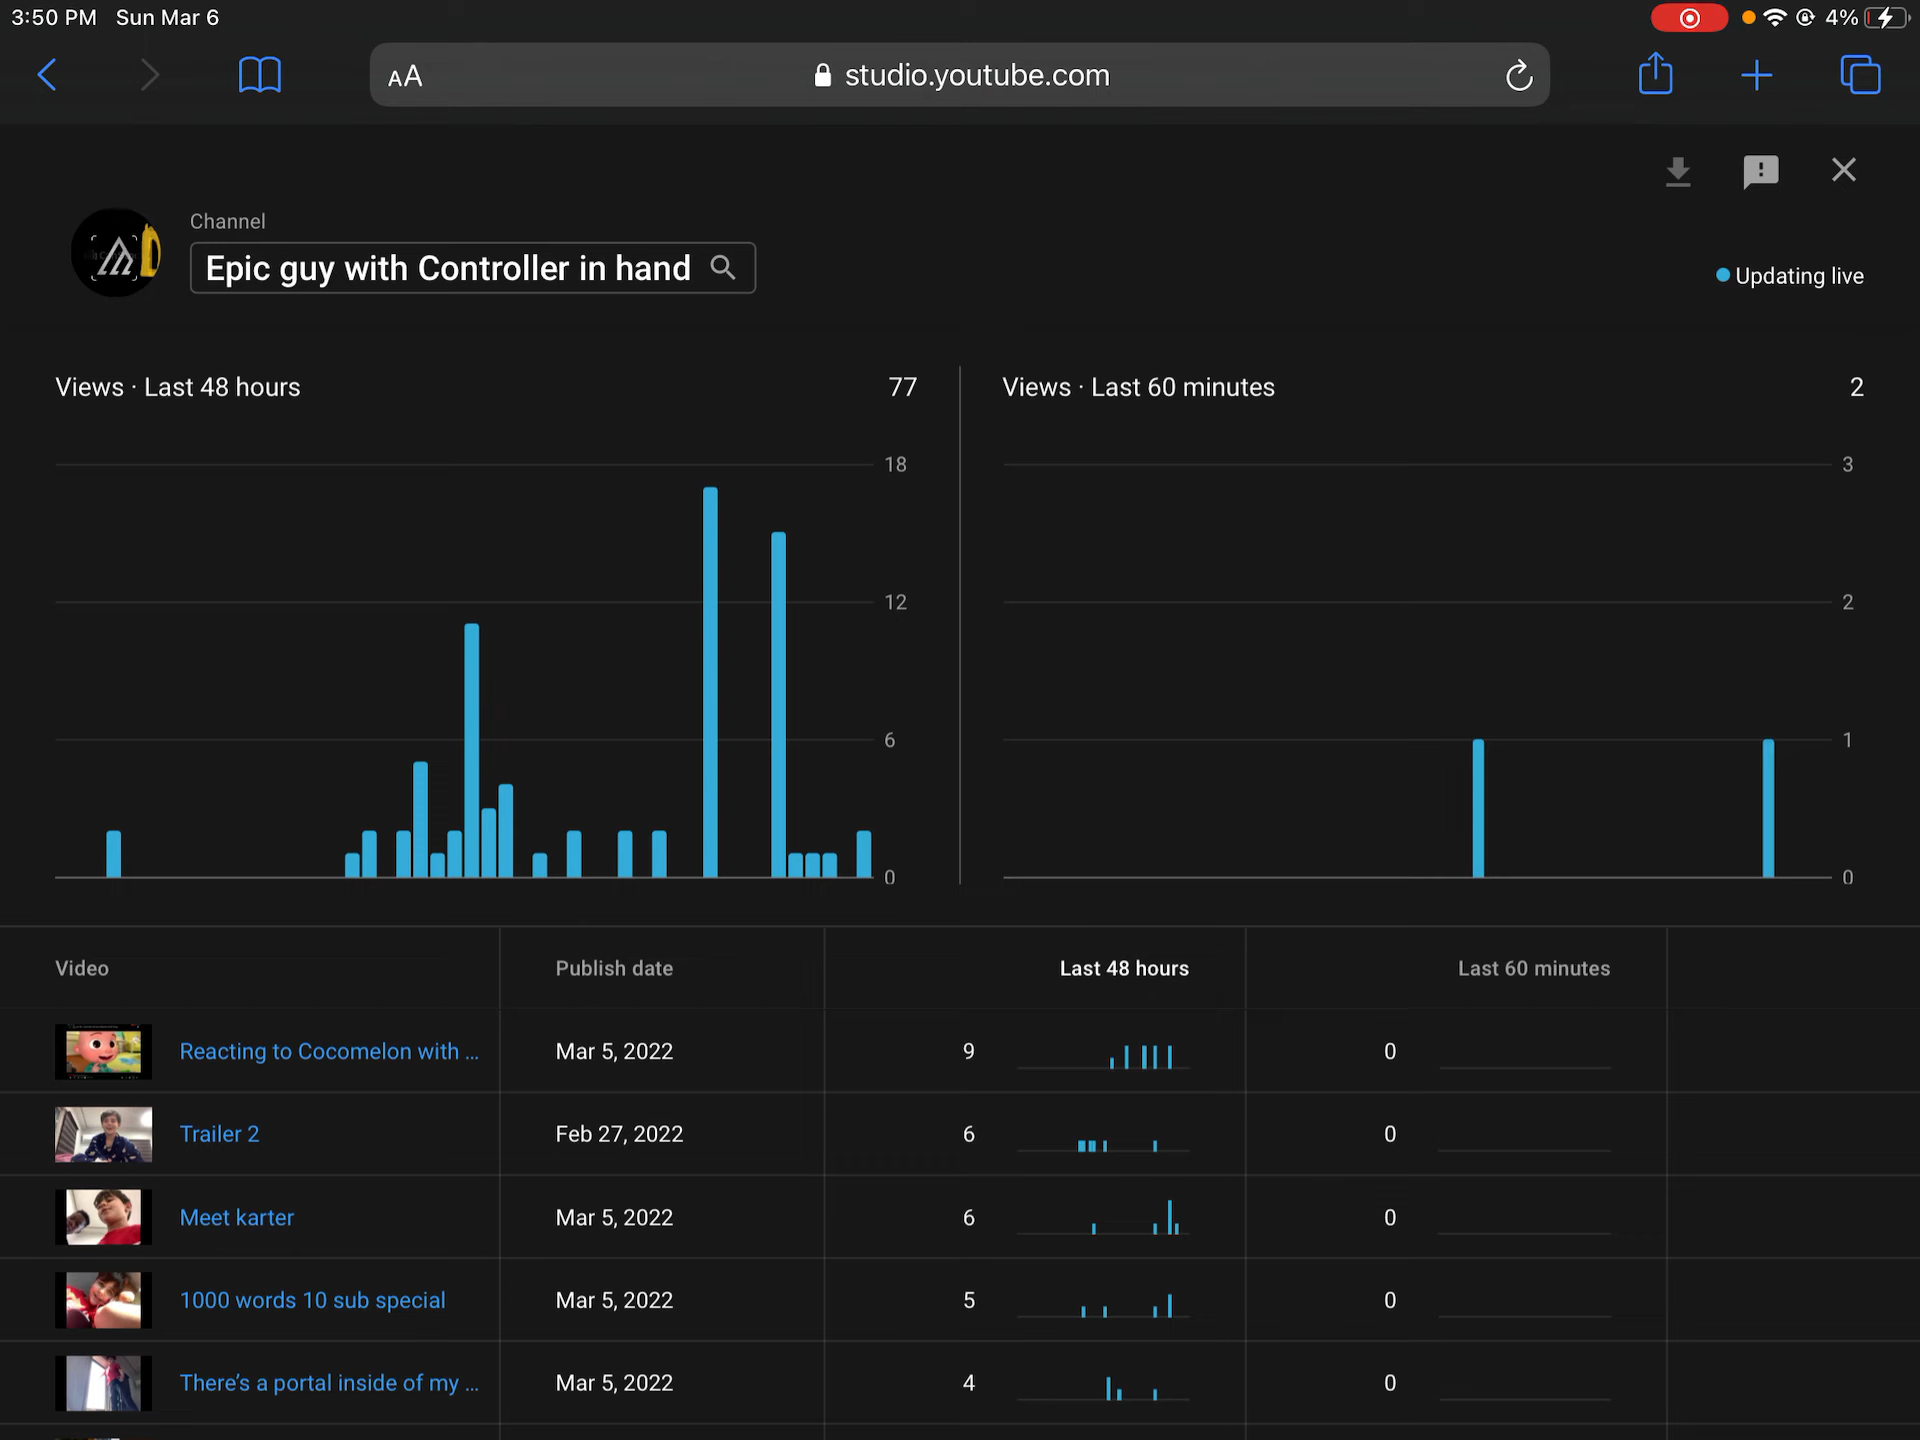 3:50 PM Sun Mar 6 4%
AA studio.youtube.com
Channel
Epic guy with Controller in hand
Updating live
Views · Last 48 hours 77
Views · Last 60 minutes 2
18
12
6
0
3
2
1
0
Video Publish date Last 48 hours Last 60 minutes
Reacting to Cocomelon with ... Mar 5, 2022 9 0
Trailer 2 Feb 27, 2022 6 0
Meet karter Mar 5, 2022 6 0
1000 words 10 sub special Mar 5, 2022 5 0
There’s a portal inside of my ... Mar 5, 2022 4 0